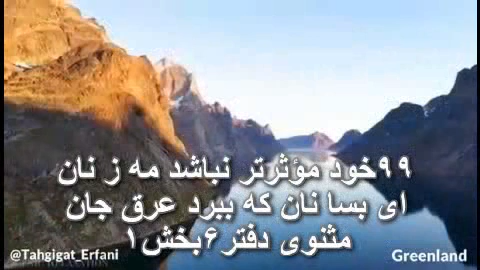 ۹۹خود مؤثرتر نباشد مه ز نان
ای بسا نان که ببرد عرق جان
مثنوی دفتر۶بخش۱
@Tahgigat_Erfani
Greenland